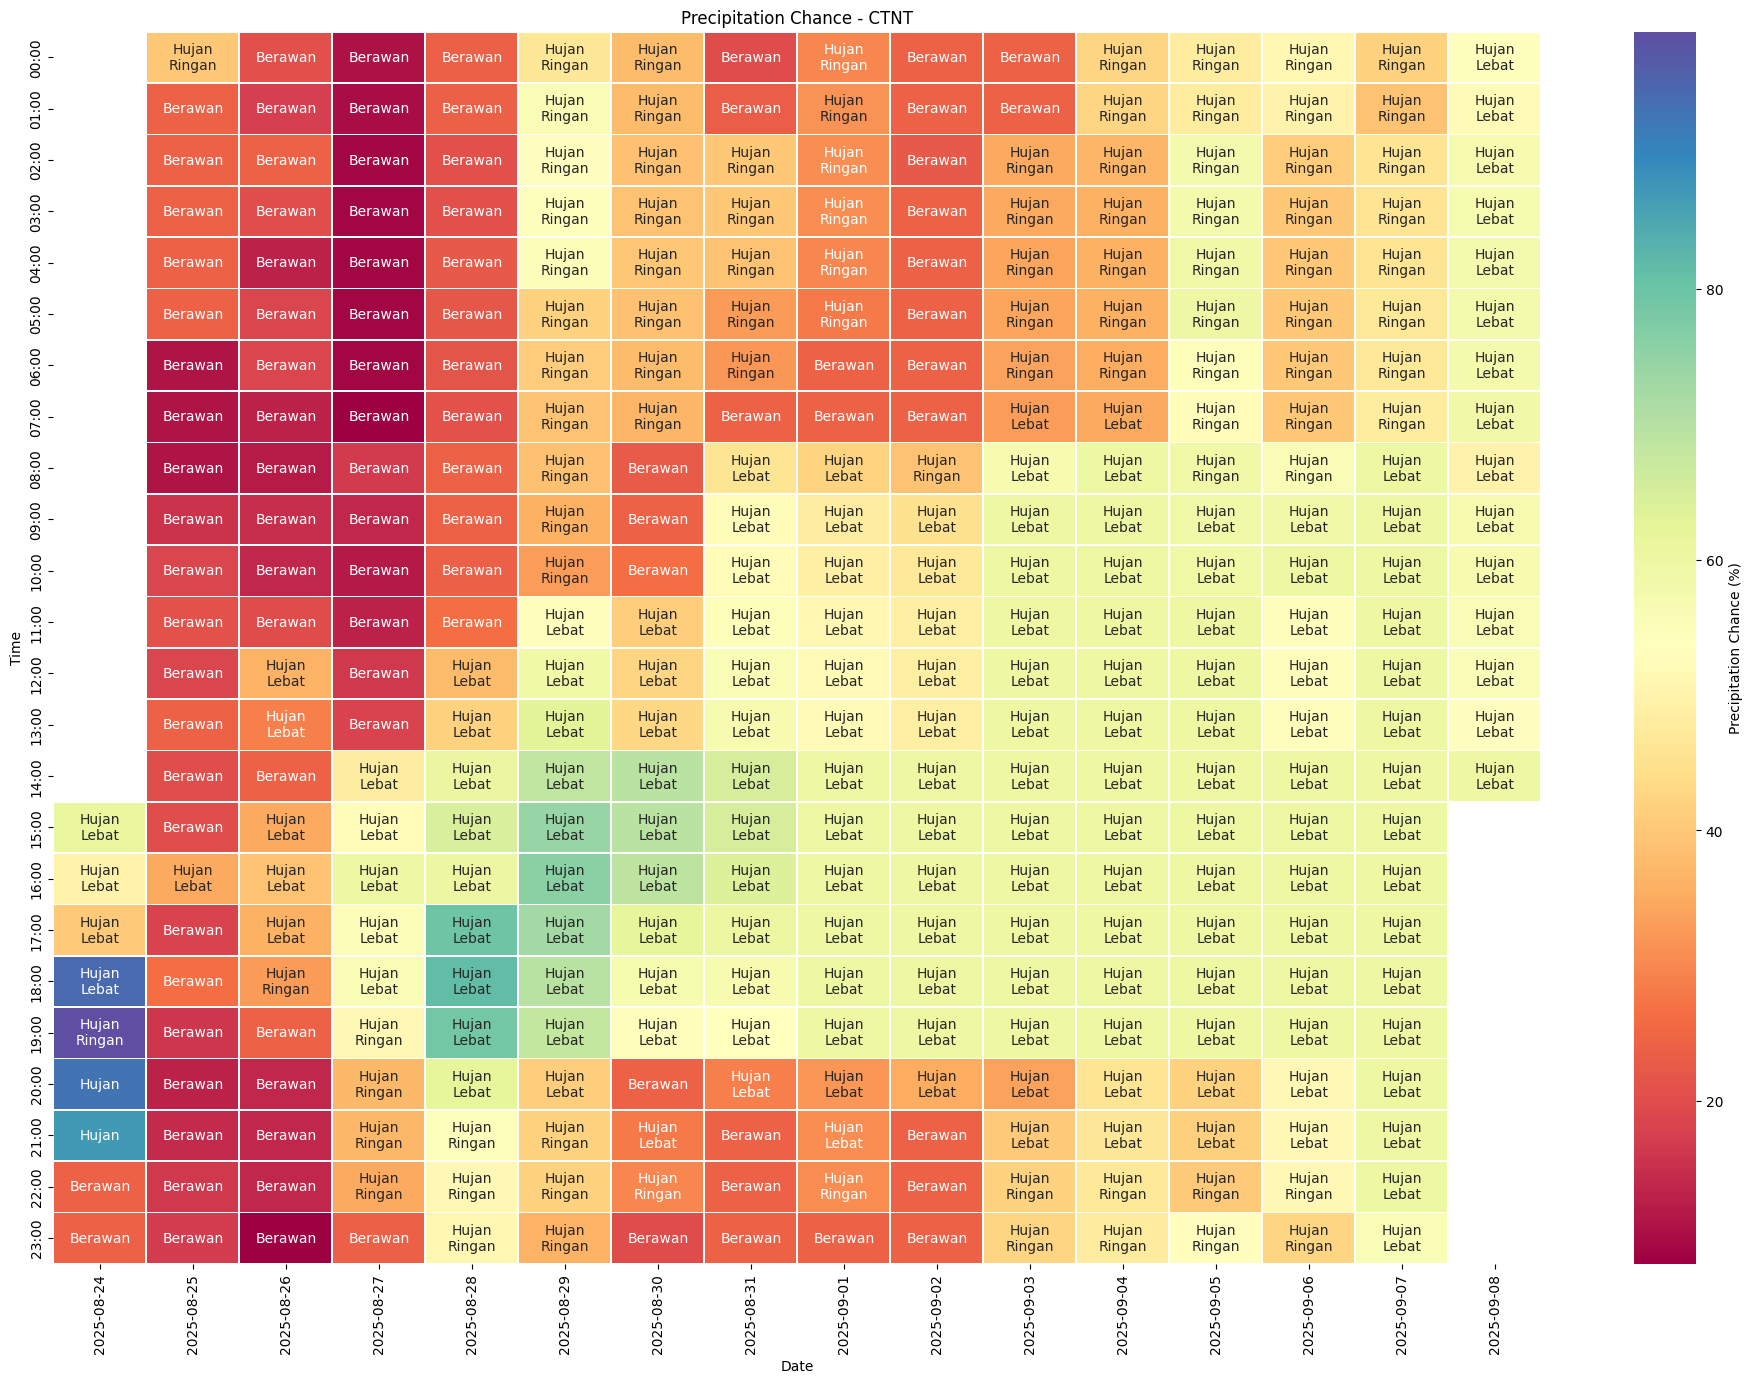 Precipitation Chance - CTNT
00:00 Hujan Ringan Berawan Berawan Berawan Hujan Ringan Hujan Ringan Berawan Hujan Ringan Berawan Berawan Hujan Ringan Hujan Ringan Hujan Ringan Hujan Ringan Hujan Lebat
01:00 Berawan Berawan Berawan Berawan Hujan Ringan Hujan Ringan Berawan Hujan Ringan Berawan Berawan Hujan Ringan Hujan Ringan Hujan Ringan Hujan Ringan Hujan Lebat
02:00 Berawan Berawan Berawan Berawan Hujan Ringan Hujan Ringan Hujan Ringan Hujan Ringan Berawan Hujan Ringan Hujan Ringan Hujan Ringan Hujan Ringan Hujan Ringan Hujan Lebat
03:00 Berawan Berawan Berawan Berawan Hujan Ringan Hujan Ringan Hujan Ringan Hujan Ringan Berawan Hujan Ringan Hujan Ringan Hujan Ringan Hujan Ringan Hujan Ringan Hujan Lebat
04:00 Berawan Berawan Berawan Berawan Hujan Ringan Hujan Ringan Hujan Ringan Hujan Ringan Berawan Hujan Ringan Hujan Ringan Hujan Ringan Hujan Ringan Hujan Ringan Hujan Lebat
05:00 Berawan Berawan Berawan Berawan Hujan Ringan Hujan Ringan Hujan Ringan Hujan Ringan Berawan Hujan Ringan Hujan Ringan Hujan Ringan Hujan Ringan Hujan Ringan Hujan Lebat
06:00 Berawan Berawan Berawan Berawan Hujan Ringan Hujan Ringan Hujan Ringan Berawan Berawan Hujan Ringan Hujan Ringan Hujan Ringan Hujan Ringan Hujan Ringan Hujan Lebat
07:00 Berawan Berawan Berawan Berawan Hujan Ringan Hujan Ringan Berawan Berawan Berawan Hujan Lebat Hujan Lebat Hujan Ringan Hujan Ringan Hujan Ringan Hujan Lebat
08:00 Berawan Berawan Berawan Berawan Hujan Ringan Berawan Hujan Lebat Hujan Lebat Hujan Ringan Hujan Lebat Hujan Lebat Hujan Ringan Hujan Ringan Hujan Lebat Hujan Lebat
09:00 Berawan Berawan Berawan Berawan Hujan Ringan Berawan Hujan Lebat Hujan Lebat Hujan Lebat Hujan Lebat Hujan Lebat Hujan Lebat Hujan Lebat Hujan Lebat Hujan Lebat
10:00 Berawan Berawan Berawan Berawan Hujan Ringan Berawan Hujan Lebat Hujan Lebat Hujan Lebat Hujan Lebat Hujan Lebat Hujan Lebat Hujan Lebat Hujan Lebat Hujan Lebat
11:00 Berawan Berawan Berawan Berawan Hujan Lebat Hujan Lebat Hujan Lebat Hujan Lebat Hujan Lebat Hujan Lebat Hujan Lebat Hujan Lebat Hujan Lebat Hujan Lebat Hujan Lebat
12:00 Berawan Hujan Lebat Berawan Hujan Lebat Hujan Lebat Hujan Lebat Hujan Lebat Hujan Lebat Hujan Lebat Hujan Lebat Hujan Lebat Hujan Lebat Hujan Lebat Hujan Lebat Hujan Lebat
13:00 Berawan Hujan Lebat Berawan Hujan Lebat Hujan Lebat Hujan Lebat Hujan Lebat Hujan Lebat Hujan Lebat Hujan Lebat Hujan Lebat Hujan Lebat Hujan Lebat Hujan Lebat Hujan Lebat
14:00 Berawan Berawan Hujan Lebat Hujan Lebat Hujan Lebat Hujan Lebat Hujan Lebat Hujan Lebat Hujan Lebat Hujan Lebat Hujan Lebat Hujan Lebat Hujan Lebat Hujan Lebat Hujan Lebat
15:00 Hujan Lebat Berawan Hujan Lebat Hujan Lebat Hujan Lebat Hujan Lebat Hujan Lebat Hujan Lebat Hujan Lebat Hujan Lebat Hujan Lebat Hujan Lebat Hujan Lebat Hujan Lebat Hujan Lebat
16:00 Hujan Lebat Hujan Lebat Hujan Lebat Hujan Lebat Hujan Lebat Hujan Lebat Hujan Lebat Hujan Lebat Hujan Lebat Hujan Lebat Hujan Lebat Hujan Lebat Hujan Lebat Hujan Lebat Hujan Lebat
17:00 Hujan Lebat Berawan Hujan Lebat Hujan Lebat Hujan Lebat Hujan Lebat Hujan Lebat Hujan Lebat Hujan Lebat Hujan Lebat Hujan Lebat Hujan Lebat Hujan Lebat Hujan Lebat Hujan Lebat
18:00 Hujan Lebat Berawan Hujan Ringan Hujan Lebat Hujan Lebat Hujan Lebat Hujan Lebat Hujan Lebat Hujan Lebat Hujan Lebat Hujan Lebat Hujan Lebat Hujan Lebat Hujan Lebat Hujan Lebat
19:00 Hujan Ringan Berawan Berawan Hujan Ringan Hujan Lebat Hujan Lebat Hujan Lebat Hujan Lebat Hujan Lebat Hujan Lebat Hujan Lebat Hujan Lebat Hujan Lebat Hujan Lebat Hujan Lebat
20:00 Hujan Berawan Berawan Hujan Ringan Hujan Lebat Hujan Lebat Berawan Hujan Lebat Hujan Lebat Hujan Lebat Hujan Lebat Hujan Lebat Hujan Lebat Hujan Lebat Hujan Lebat
21:00 Hujan Berawan Berawan Hujan Ringan Hujan Ringan Hujan Ringan Hujan Lebat Berawan Hujan Lebat Berawan Hujan Lebat Hujan Lebat Hujan Lebat Hujan Lebat Hujan Lebat
22:00 Berawan Berawan Berawan Hujan Ringan Hujan Ringan Hujan Ringan Hujan Ringan Berawan Hujan Ringan Berawan Hujan Ringan Hujan Ringan Hujan Ringan Hujan Ringan Hujan Lebat
23:00 Berawan Berawan Berawan Berawan Hujan Ringan Hujan Ringan Berawan Berawan Berawan Berawan Hujan Ringan Hujan Ringan Hujan Ringan Hujan Ringan Hujan Lebat
Time
2025-08-24 2025-08-25 2025-08-26 2025-08-27 2025-08-28 2025-08-29 2025-08-30 2025-08-31 2025-09-01 2025-09-02 2025-09-03 2025-09-04 2025-09-05 2025-09-06 2025-09-07 2025-09-08
Date
80
60
40
20
Precipitation Chance (%)